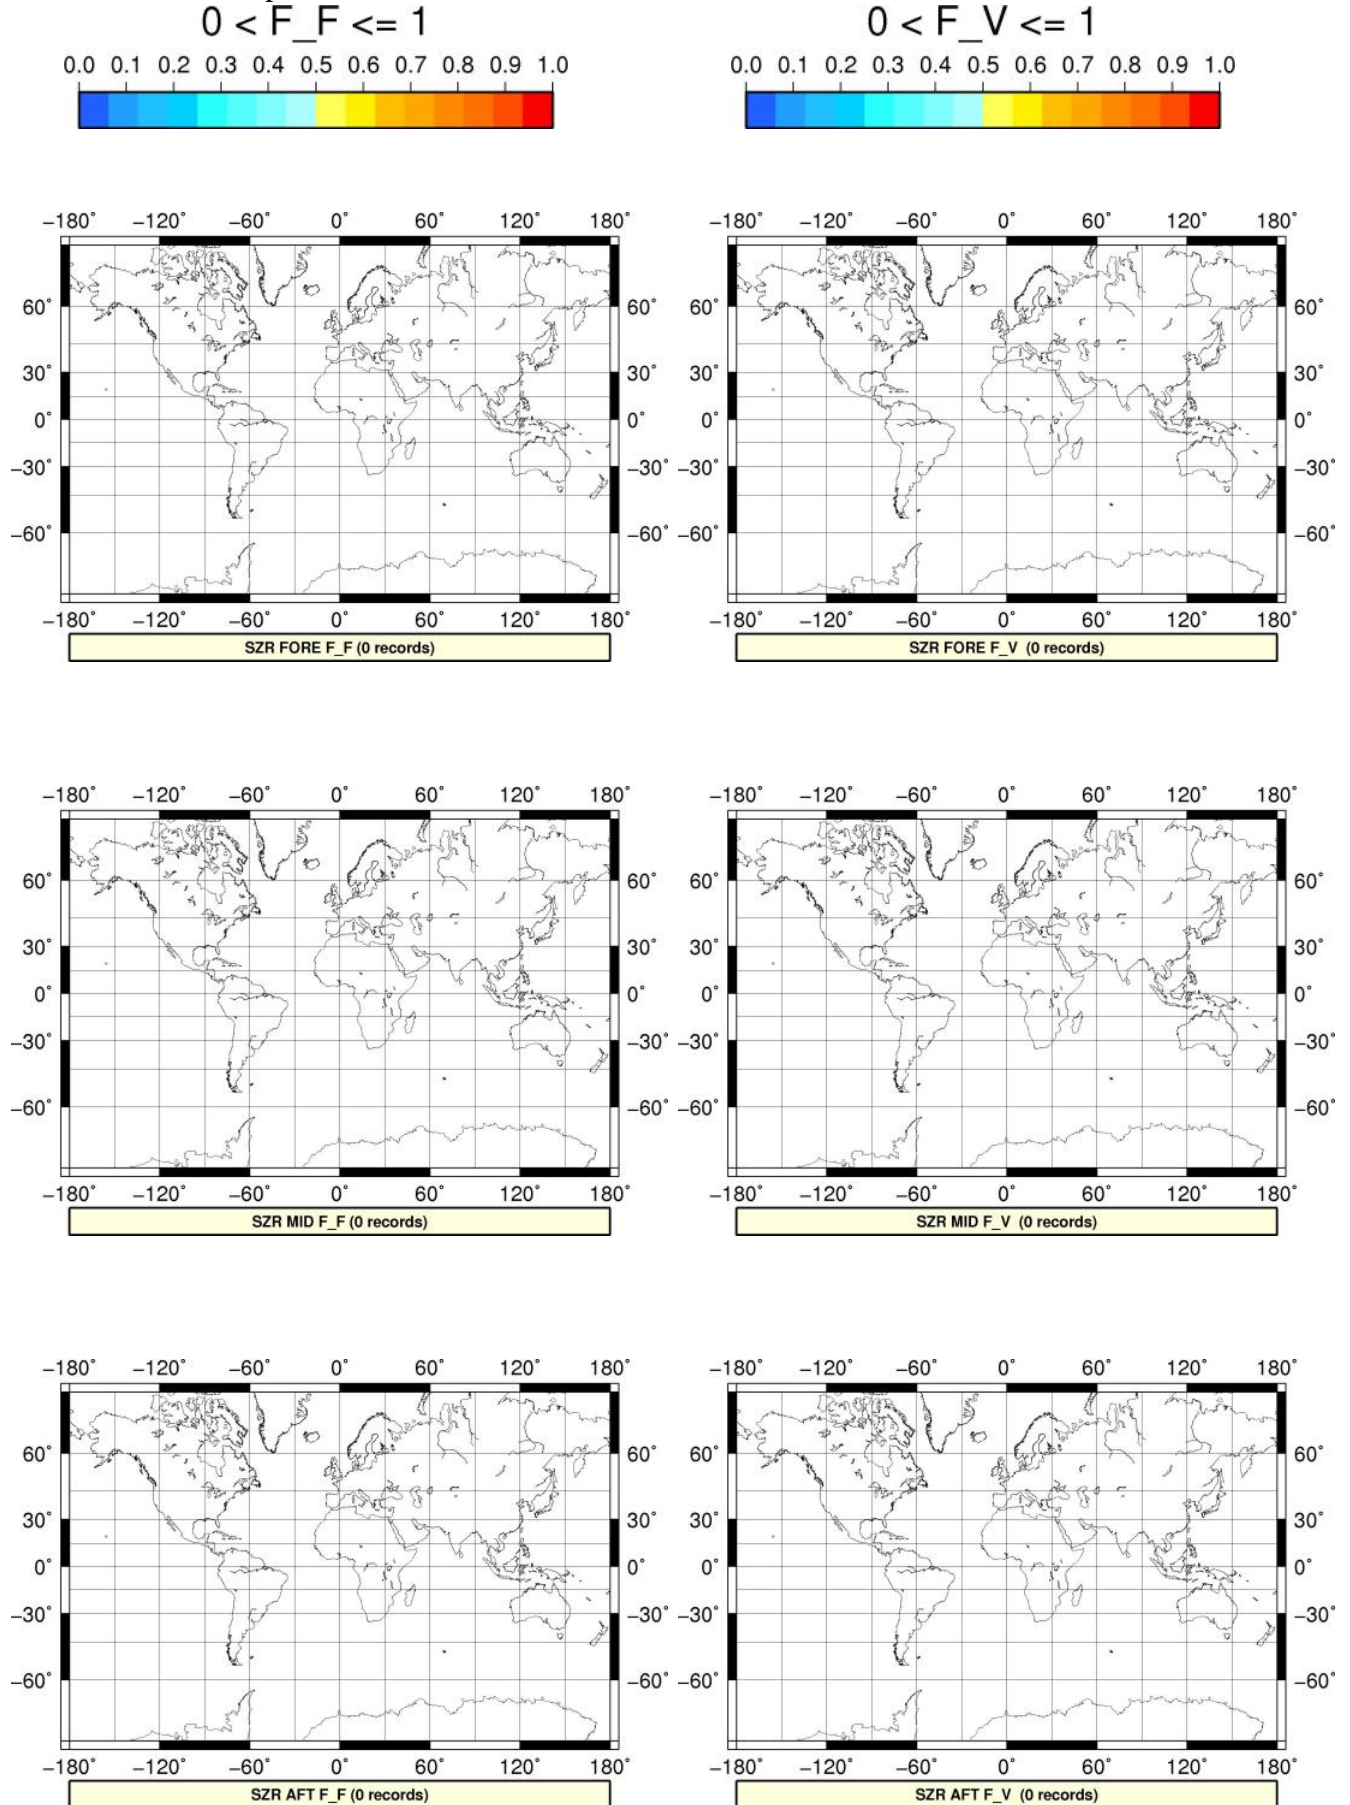 0 < F_F <= 1
0 < F_V <= 1
0.0 0.1 0.2 0.3 0.4 0.5 0.6 0.7 0.8 0.9 1.0
0.0 0.1 0.2 0.3 0.4 0.5 0.6 0.7 0.8 0.9 1.0
−180˚ −120˚ −60˚ 0˚ 60˚ 120˚ 180˚
−180˚ −120˚ −60˚ 0˚ 60˚ 120˚ 180˚
60˚ 60˚ 60˚ 60˚
30˚ 30˚ 30˚ 30˚
0˚ 0˚ 0˚ 0˚
−30˚ −30˚ −30˚ −30˚
−60˚ −60˚ −60˚ −60˚
−180˚ −120˚ −60˚ 0˚ 60˚ 120˚ 180˚
−180˚ −120˚ −60˚ 0˚ 60˚ 120˚ 180˚
SZR FORE F_F (0 records)
SZR FORE F_V (0 records)
−180˚ −120˚ −60˚ 0˚ 60˚ 120˚ 180˚
−180˚ −120˚ −60˚ 0˚ 60˚ 120˚ 180˚
60˚ 60˚ 60˚ 60˚
30˚ 30˚ 30˚ 30˚
0˚ 0˚ 0˚ 0˚
−30˚ −30˚ −30˚ −30˚
−60˚ −60˚ −60˚ −60˚
−180˚ −120˚ −60˚ 0˚ 60˚ 120˚ 180˚
−180˚ −120˚ −60˚ 0˚ 60˚ 120˚ 180˚
SZR MID F_F (0 records)
SZR MID F_V (0 records)
−180˚ −120˚ −60˚ 0˚ 60˚ 120˚ 180˚
−180˚ −120˚ −60˚ 0˚ 60˚ 120˚ 180˚
60˚ 60˚ 60˚ 60˚
30˚ 30˚ 30˚ 30˚
0˚ 0˚ 0˚ 0˚
−30˚ −30˚ −30˚ −30˚
−60˚ −60˚ −60˚ −60˚
−180˚ −120˚ −60˚ 0˚ 60˚ 120˚ 180˚
−180˚ −120˚ −60˚ 0˚ 60˚ 120˚ 180˚
SZR AFT F_F (0 records)
SZR AFT F_V (0 records)